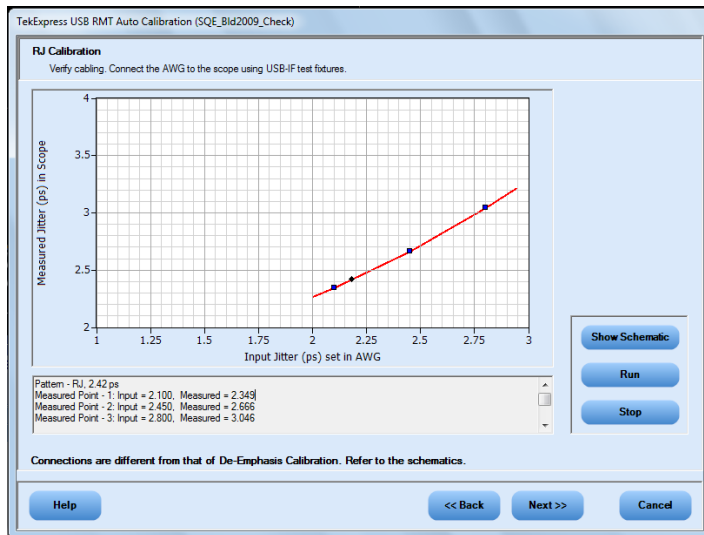 TekExpress USB RMT Auto Calibration (SQE_Bld2009_Check)
RJ Calibration
Verify cabling. Connect the AWG to the scope using USB-IF test fixtures.
Measured Jitter (ps) in Scope
4
3.5
3
2.5
2
1 1.25 1.5 1.75 2 2.25 2.5 2.75 3
Input Jitter (ps) set in AWG
Pattern - RJ, 2.42 ps
Measured Point - 1: Input = 2.100, Measured = 2.349
Measured Point - 2: Input = 2.450, Measured = 2.666
Measured Point - 3: Input = 2.800, Measured = 3.046
Show Schematic
Run
Stop
Connections are different from that of De-Emphasis Calibration. Refer to the schematics.
Help << Back Next >> Cancel